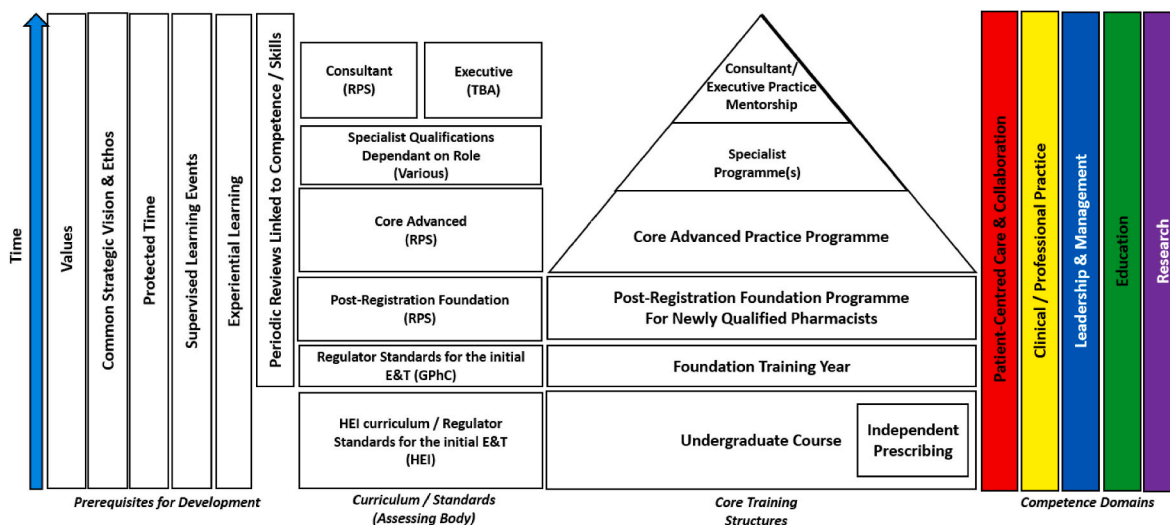 Time
Values
Common Strategic Vision & Ethos
Protected Time
Supervised Learning Events
Experiential Learning
Periodic Reviews Linked to Competence / Skills
Consultant
(RPS)
Executive
(TBA)
Specialist Qualifications
Dependant on Role
(Various)
Core Advanced
(RPS)
Post-Registration Foundation
(RPS)
Regulator Standards for the initial
E&T (GPhC)
HEI curriculum / Regulator
Standards for the initial E&T
(HEI)
Consultant/
Executive Practice
Mentorship
Specialist
Programme(s)
Core Advanced Practice Programme
Post-Registration Foundation Programme
For Newly Qualified Pharmacists
Foundation Training Year
Undergraduate Course
Independent
Prescribing
Patient-Centred Care & Collaboration
Clinical / Professional Practice
Leadership & Management
Education
Research
Prerequisites for Development
Curriculum / Standards
(Assessing Body)
Core Training
Structures
Competence Domains